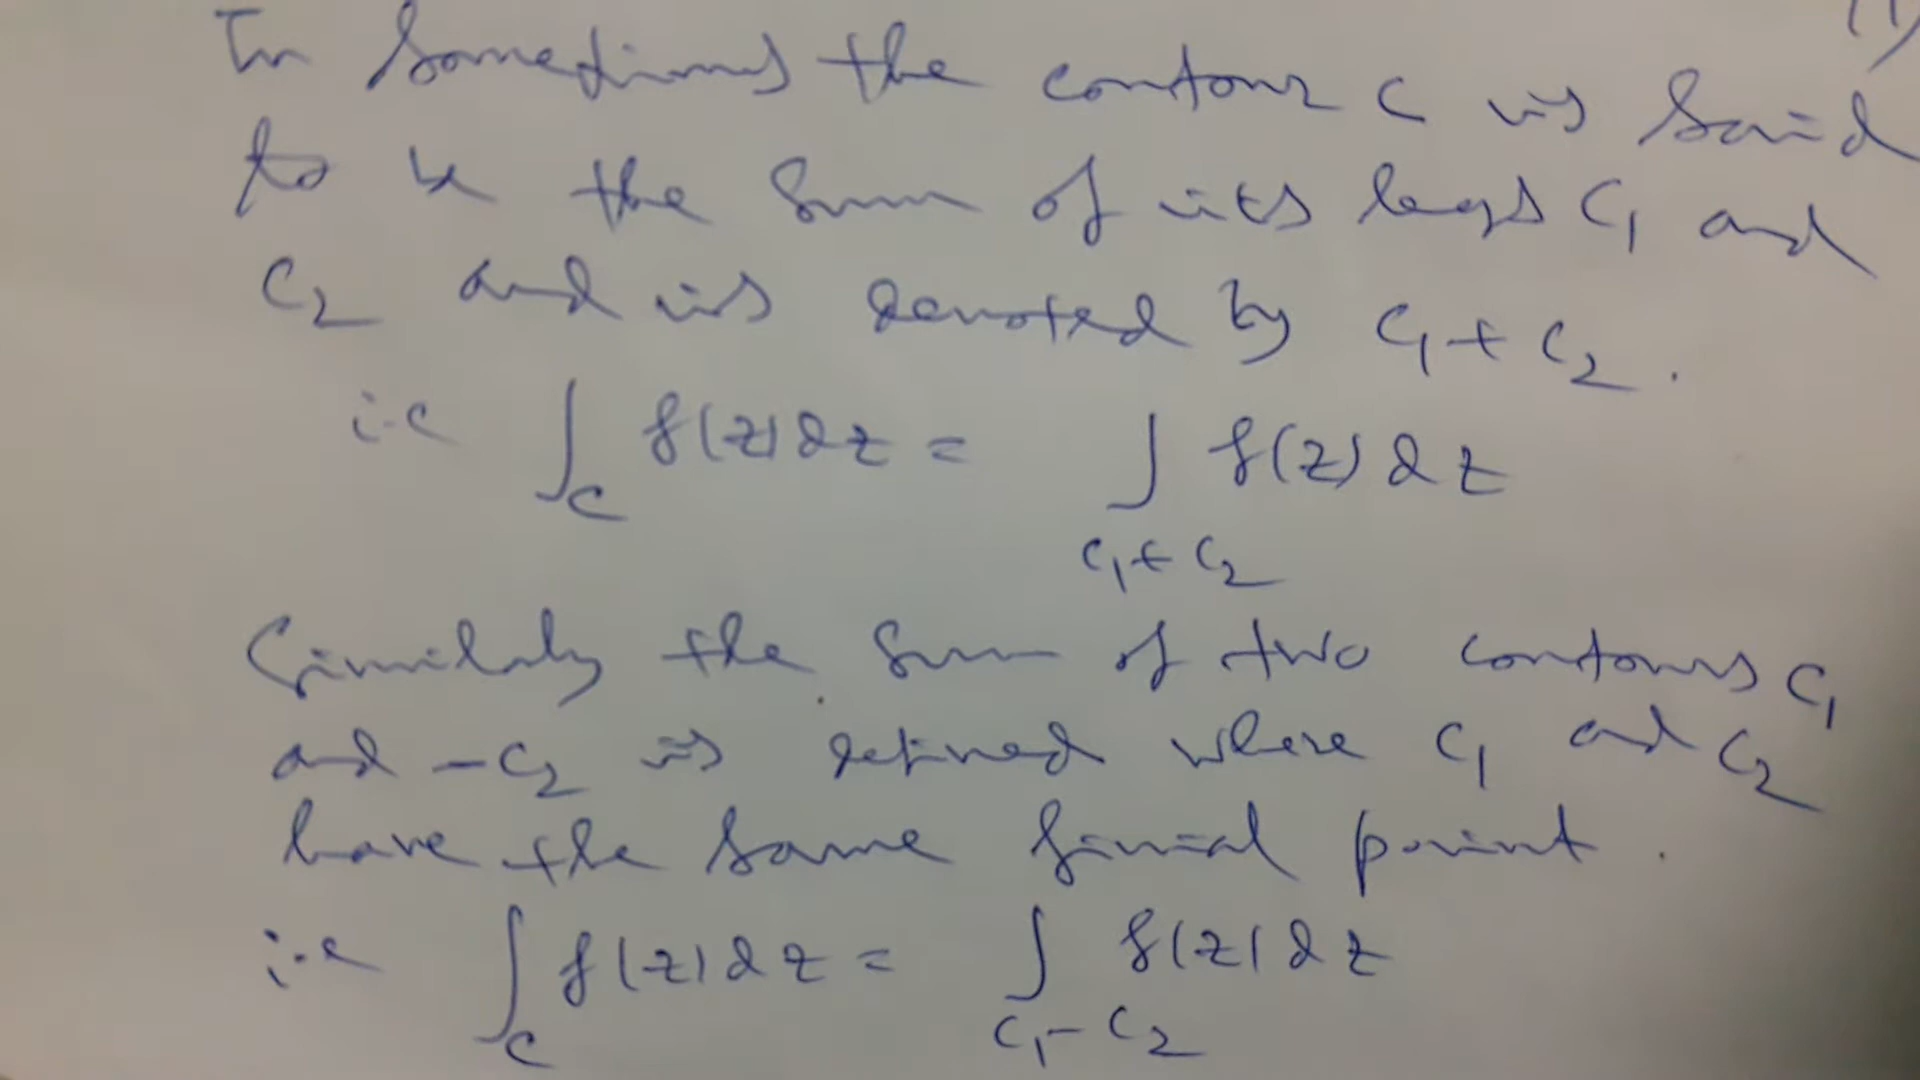 In sometimes the contour C is said
to be the sum of its legs C₁ and
C₂ and is denoted by C₁ + C₂.
i.e ∫_C f(z)dz = ∫_{C₁+C₂} f(z)dz
Similarly the sum of two contours C₁
and -C₂ is defined where C₁ and C₂
have the same final point.
i.e ∫_C f(z)dz = ∫_{C₁-C₂} f(z)dz